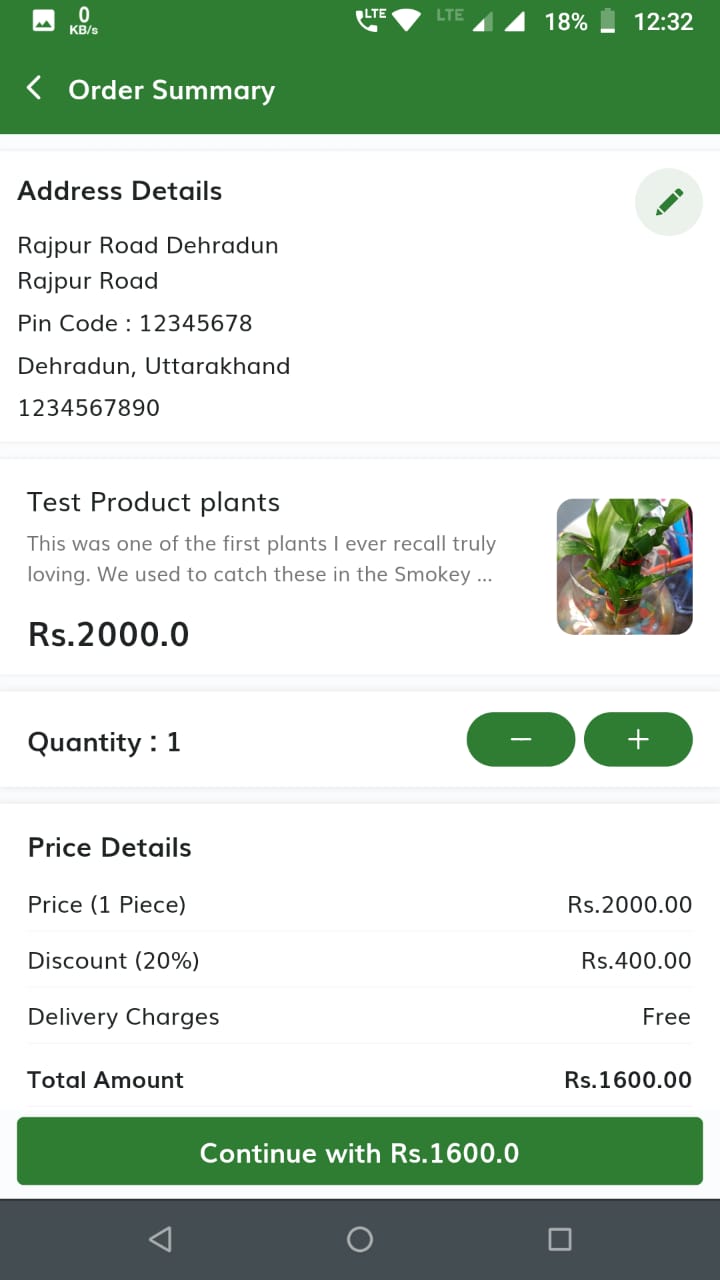 0
KB/s
LTE
LTE
18%
12:32
Order Summary
Address Details
Rajpur Road Dehradun
Rajpur Road
Pin Code : 12345678
Dehradun, Uttarakhand
1234567890
Test Product plants
This was one of the first plants I ever recall truly
loving. We used to catch these in the Smokey ...
Rs.2000.0
Quantity : 1
Price Details
Price (1 Piece) Rs.2000.00
Discount (20%) Rs.400.00
Delivery Charges Free
Total Amount Rs.1600.00
Continue with Rs.1600.0